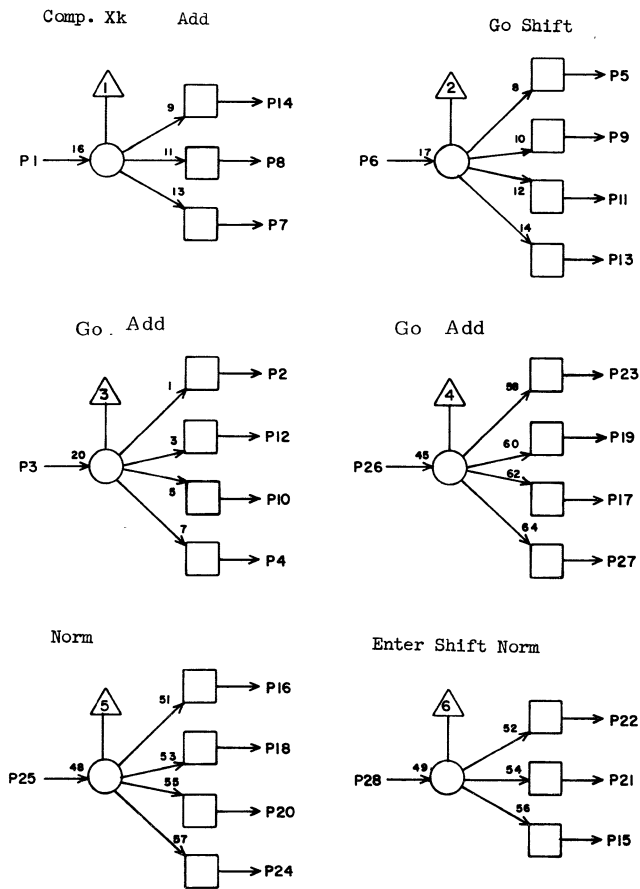 Comp. Xk Add
1
P1 16
9 P14
11 P8
13 P7
Go Shift
2
P6 17
8 P5
10 P9
12 P11
14 P13
Go. Add
3
P3 20
1 P2
3 P12
5 P10
7 P4
Go Add
4
P26 45
58 P23
60 P19
62 P17
64 P27
Norm
5
P25 48
51 P16
53 P18
55 P20
57 P24
Enter Shift Norm
6
P28 49
52 P22
54 P21
56 P15